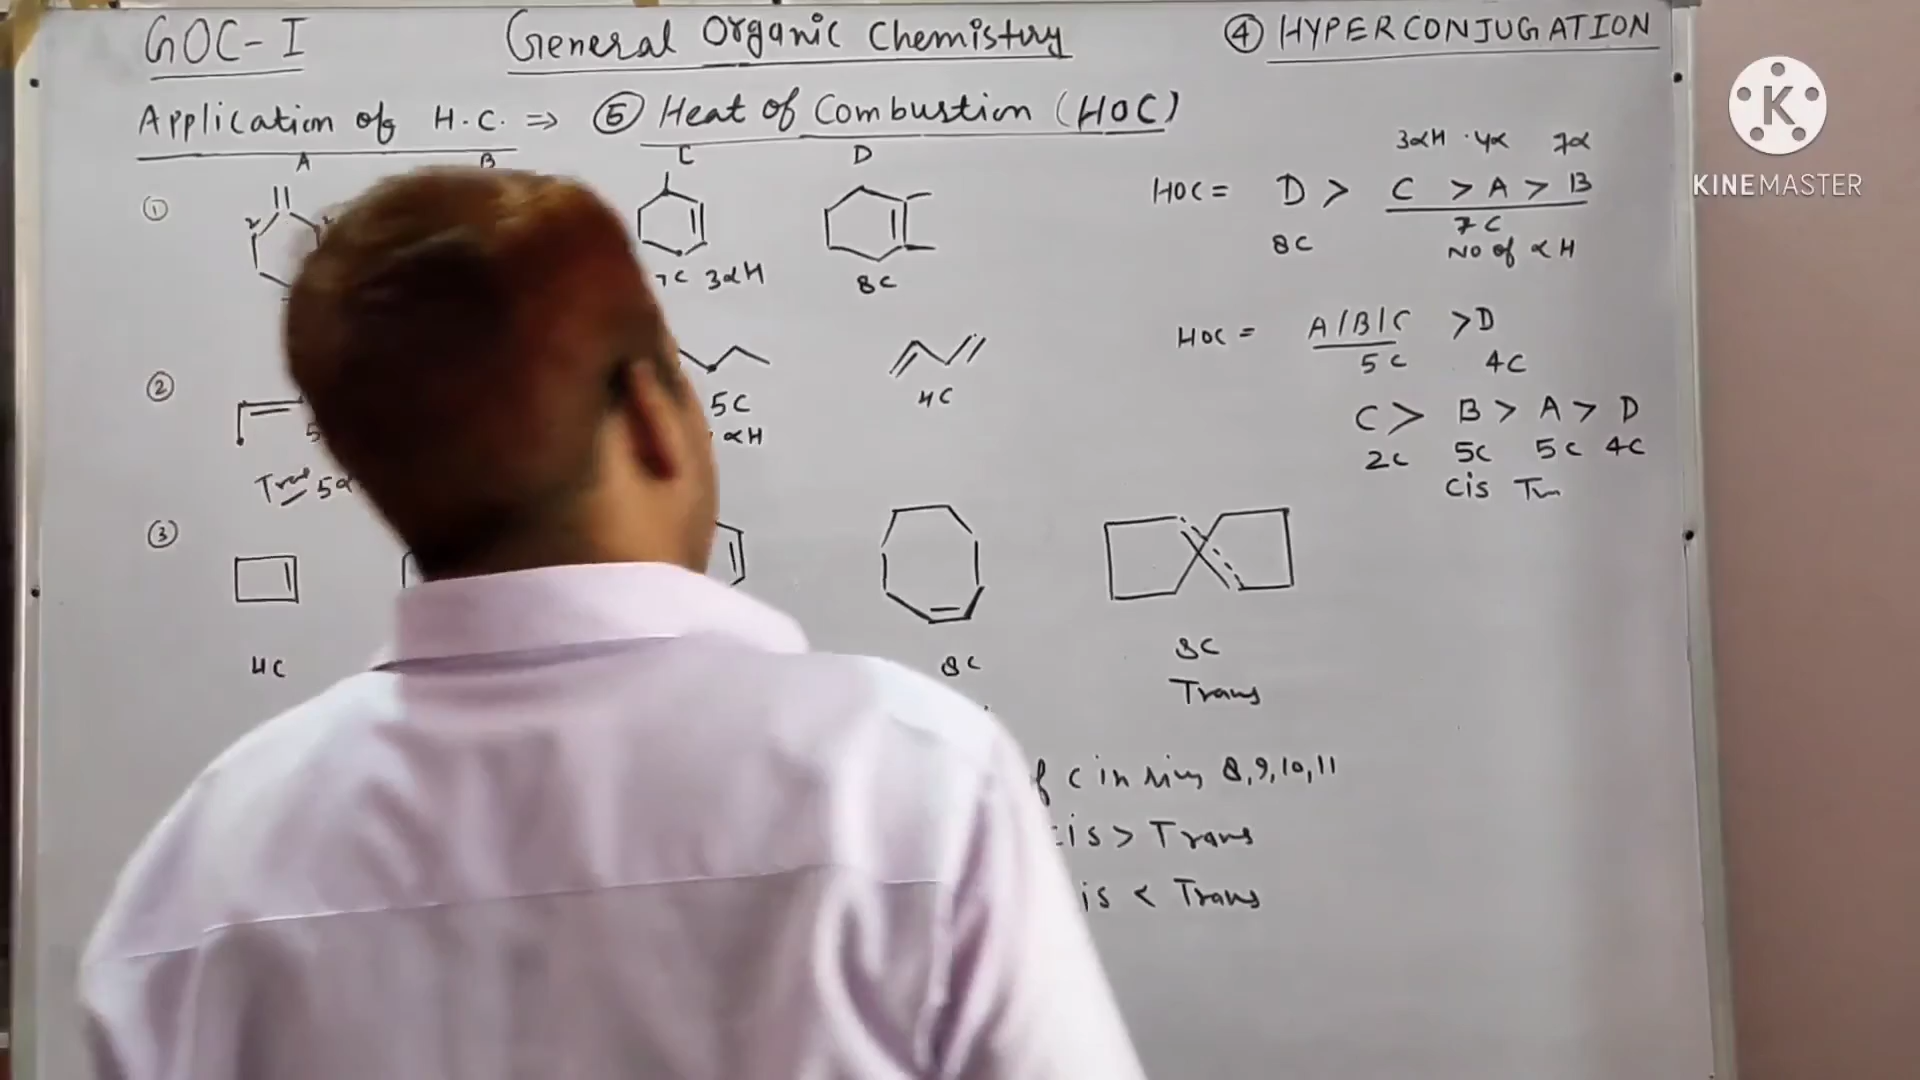 GOC-I General Organic Chemistry ④ HYPERCONJUGATION
Application of H.C. ⇒ ⑤ Heat of Combustion (HOC)
A B C D
①
7C 3αH
8C
3αH 4α 7α
HOC = D > C > A > B
8C 7C
No of αH
②
5C
αH
4C
Trans 5α
HOC = A/B/C > D
5C 4C
C > B > A > D
2C 5C 5C 4C
cis
③
4C
8C
8C
Trans
of C in ring 8,9,10,11
cis > Trans
is < Trans
K
KINEMASTER